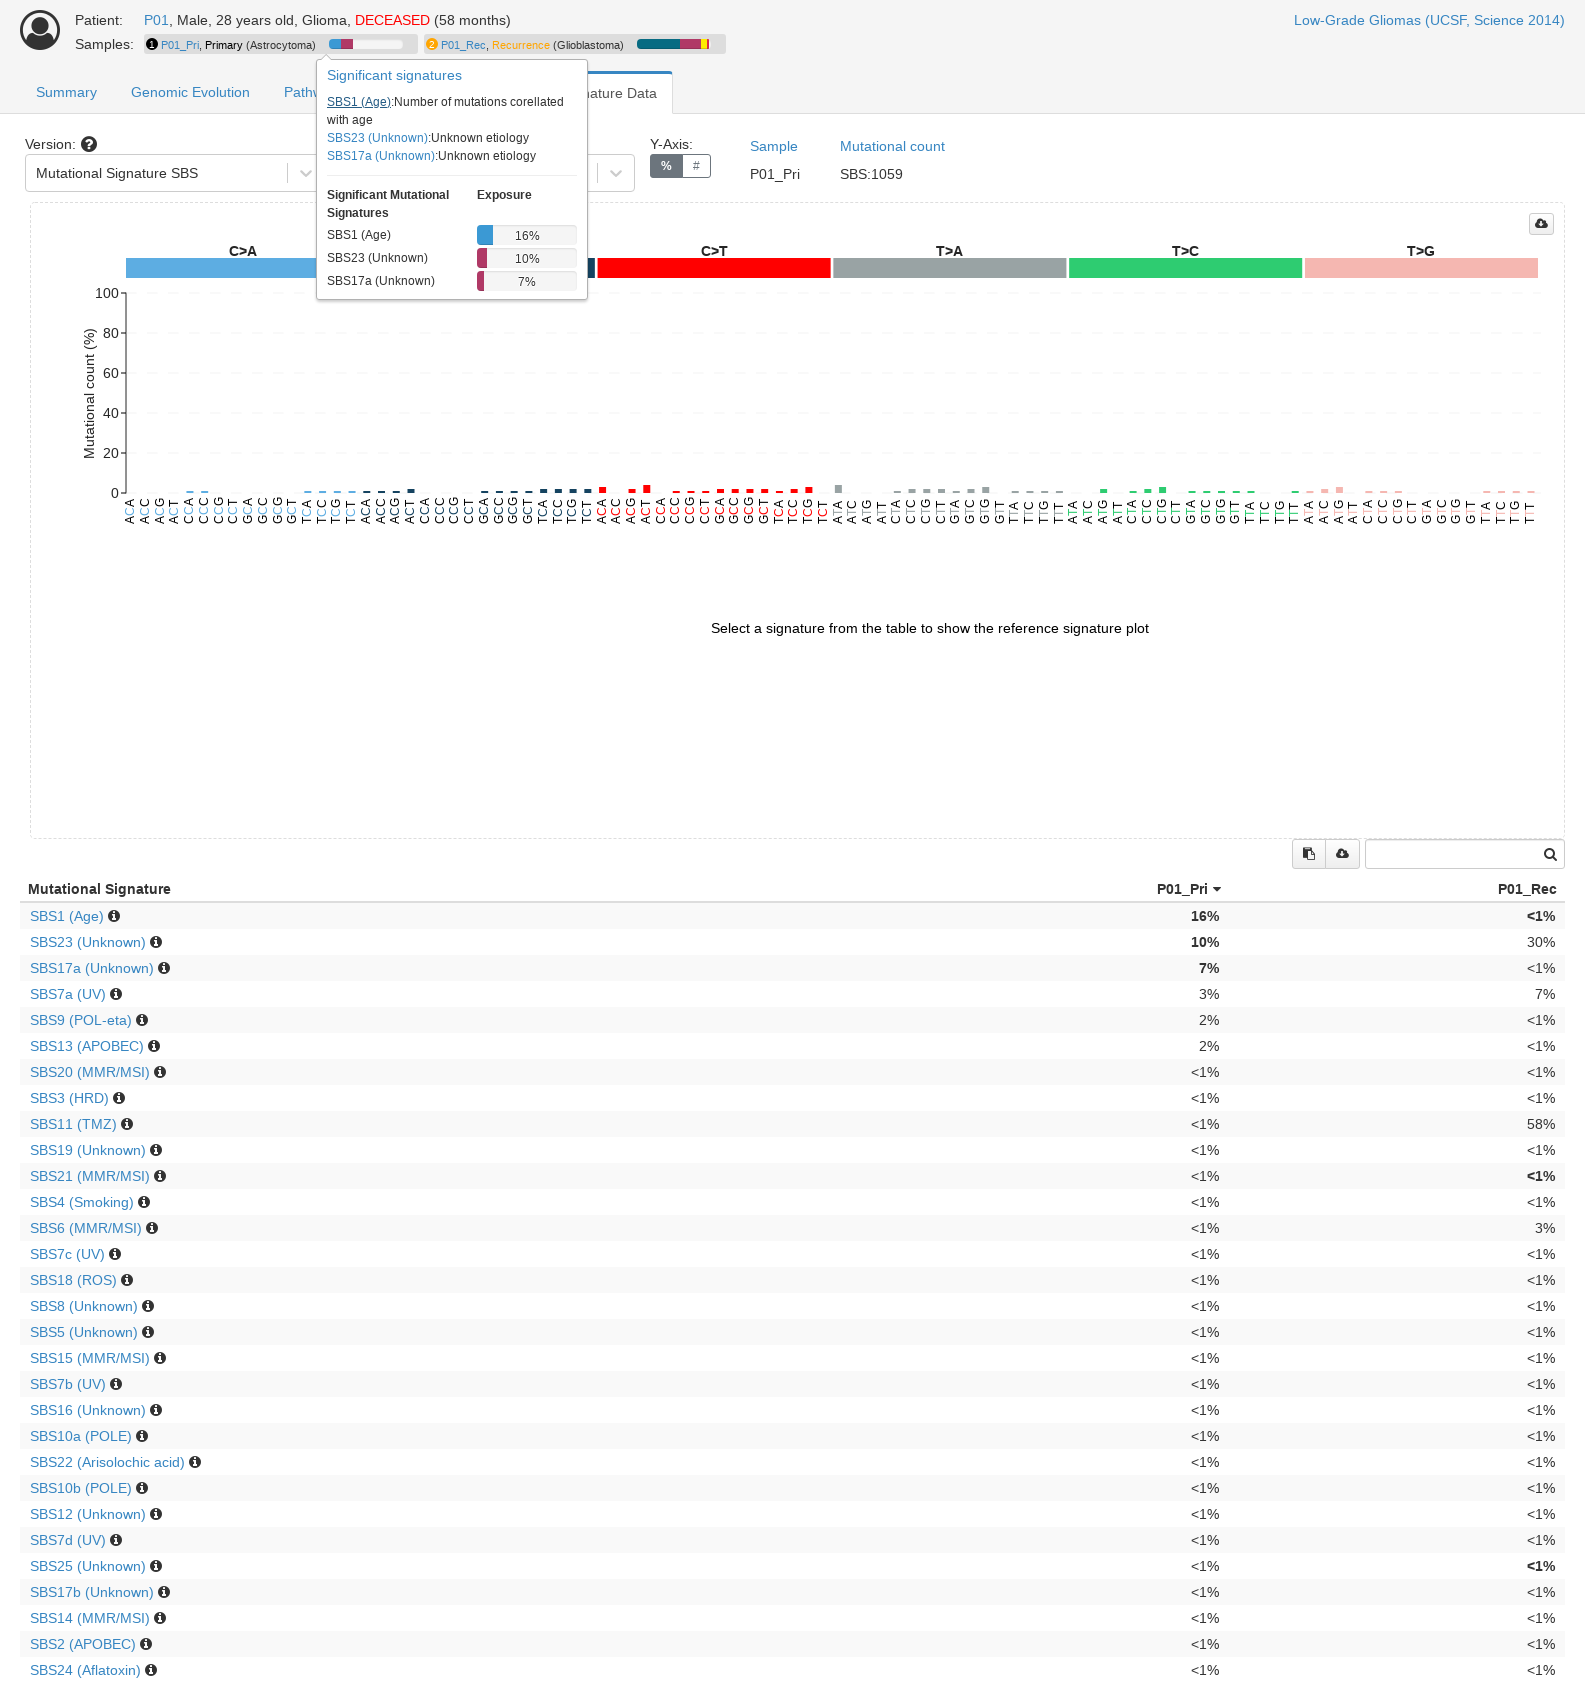 Patient: P01, Male, 28 years old, Glioma, DECEASED (58 months) Low-Grade Gliomas (UCSF, Science 2014)
Samples: 1 P01_Pri, Primary (Astrocytoma) 2 P01_Rec, Recurrence (Glioblastoma)
Summary Genomic Evolution Pathw nature Data
Significant signatures
SBS1 (Age):Number of mutations corellated
with age
SBS23 (Unknown):Unknown etiology
SBS17a (Unknown):Unknown etiology
Significant Mutational Signatures Exposure
SBS1 (Age) 16%
SBS23 (Unknown) 10%
SBS17a (Unknown) 7%
Version: Y-Axis: Sample Mutational count
Mutational Signature SBS % # P01_Pri SBS:1059
C>A C>T T>A T>C T>G
Mutational count (%)
100
80
60
40
20
0
ACA ACC ACG ACT CCA CCC CCG CCT GCA GCC GCG GCT TCA TCC TCG TCT ACA ACC ACG ACT CCA CCC CCG CCT GCA GCC GCG GCT TCA TCC TCG TCT ACA ACC ACG ACT CCA CCC CCG CCT GCA GCC GCG GCT TCA TCC TCG TCT ATA ATC ATG ATT CTA CTC CTG CTT GTA GTC GTG GTT TTA TTC TTG TTT ATA ATC ATG ATT CTA CTC CTG CTT GTA GTC GTG GTT TTA TTC TTG TTT ATA ATC ATG ATT CTA CTC CTG CTT GTA GTC GTG GTT TTA TTC TTG TTT
Select a signature from the table to show the reference signature plot
Mutational Signature P01_Pri P01_Rec
SBS1 (Age) 16% <1%
SBS23 (Unknown) 10% 30%
SBS17a (Unknown) 7% <1%
SBS7a (UV) 3% 7%
SBS9 (POL-eta) 2% <1%
SBS13 (APOBEC) 2% <1%
SBS20 (MMR/MSI) <1% <1%
SBS3 (HRD) <1% <1%
SBS11 (TMZ) <1% 58%
SBS19 (Unknown) <1% <1%
SBS21 (MMR/MSI) <1% <1%
SBS4 (Smoking) <1% <1%
SBS6 (MMR/MSI) <1% 3%
SBS7c (UV) <1% <1%
SBS18 (ROS) <1% <1%
SBS8 (Unknown) <1% <1%
SBS5 (Unknown) <1% <1%
SBS15 (MMR/MSI) <1% <1%
SBS7b (UV) <1% <1%
SBS16 (Unknown) <1% <1%
SBS10a (POLE) <1% <1%
SBS22 (Arisolochic acid) <1% <1%
SBS10b (POLE) <1% <1%
SBS12 (Unknown) <1% <1%
SBS7d (UV) <1% <1%
SBS25 (Unknown) <1% <1%
SBS17b (Unknown) <1% <1%
SBS14 (MMR/MSI) <1% <1%
SBS2 (APOBEC) <1% <1%
SBS24 (Aflatoxin) <1% <1%